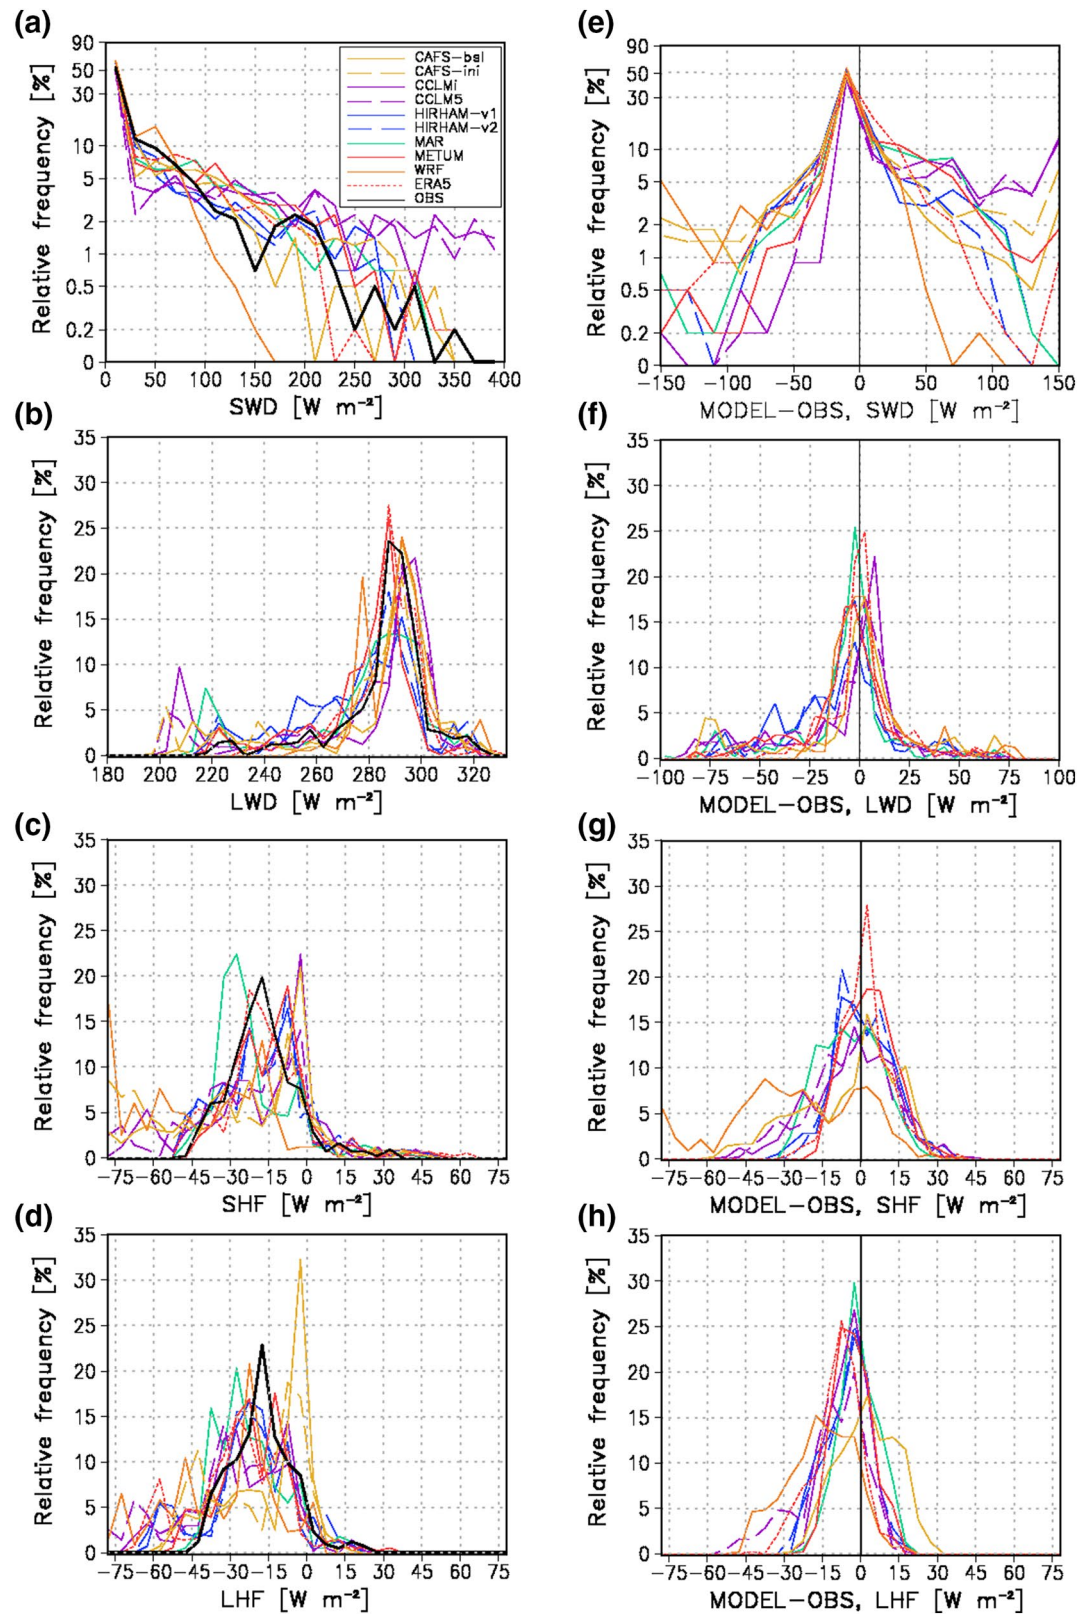 (a)
Relative frequency [%]
90
50
30
10
5
2
1
0.5
0.2
0
CAFS-bsl
CAFS-ini
CCLMi
CCLM5
HIRHAM-v1
HIRHAM-v2
MAR
METUM
WRF
ERA5
OBS
0 50 100 150 200 250 300 350 400
SWD [W m⁻²]
(e)
Relative frequency [%]
90
50
30
10
5
2
1
0.5
0.2
0
−150 −100 −50 0 50 100 150
MODEL−OBS, SWD [W m⁻²]
(b)
Relative frequency [%]
35
30
25
20
15
10
5
0
180 200 220 240 260 280 300 320
LWD [W m⁻²]
(f)
Relative frequency [%]
35
30
25
20
15
10
5
0
−100 −75 −50 −25 0 25 50 75 100
MODEL−OBS, LWD [W m⁻²]
(c)
Relative frequency [%]
35
30
25
20
15
10
5
0
−75 −60 −45 −30 −15 0 15 30 45 60 75
SHF [W m⁻²]
(g)
Relative frequency [%]
35
30
25
20
15
10
5
0
−75 −60 −45 −30 −15 0 15 30 45 60 75
MODEL−OBS, SHF [W m⁻²]
(d)
Relative frequency [%]
35
30
25
20
15
10
5
0
−75 −60 −45 −30 −15 0 15 30 45 60 75
LHF [W m⁻²]
(h)
Relative frequency [%]
35
30
25
20
15
10
5
0
−75 −60 −45 −30 −15 0 15 30 45 60 75
MODEL−OBS, LHF [W m⁻²]